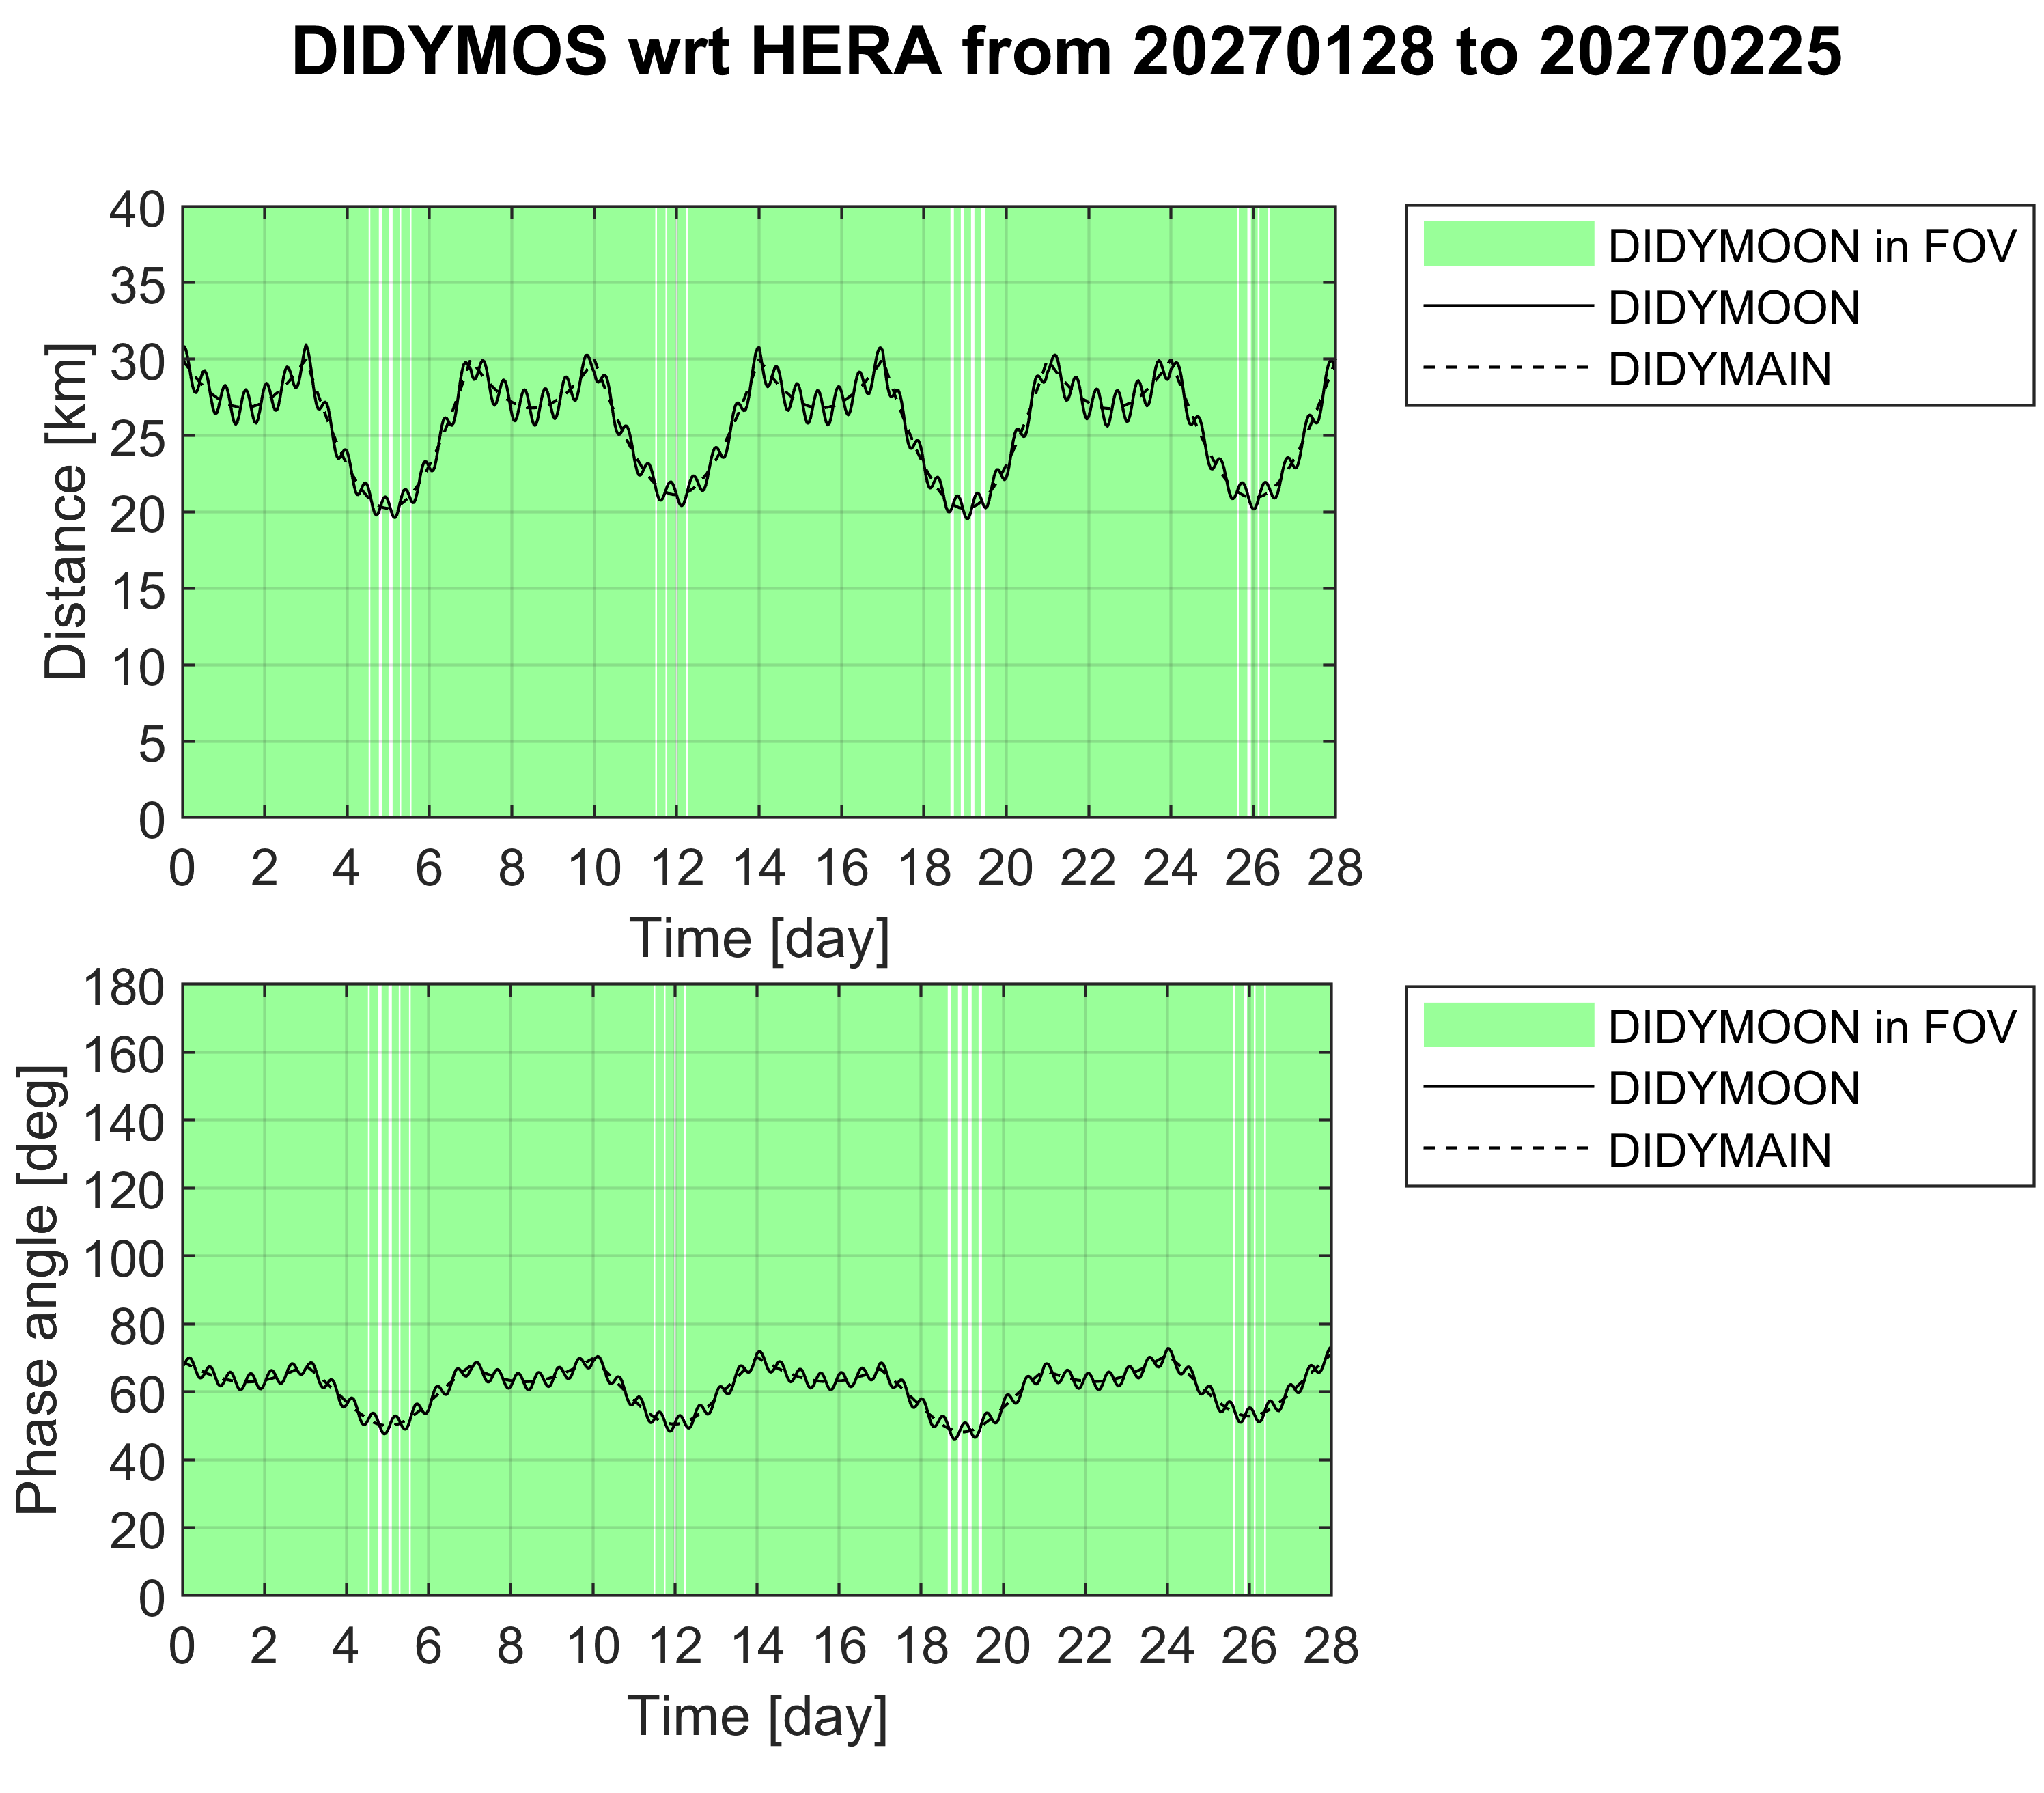 DIDYMOS wrt HERA from 20270128 to 20270225
40
35
30
25
20
15
10
5
0
Distance [km]
0 2 4 6 8 10 12 14 16 18 20 22 24 26 28
Time [day]
DIDYMOON in FOV
DIDYMOON
DIDYMAIN
180
160
140
120
100
80
60
40
20
0
Phase angle [deg]
0 2 4 6 8 10 12 14 16 18 20 22 24 26 28
Time [day]
DIDYMOON in FOV
DIDYMOON
DIDYMAIN